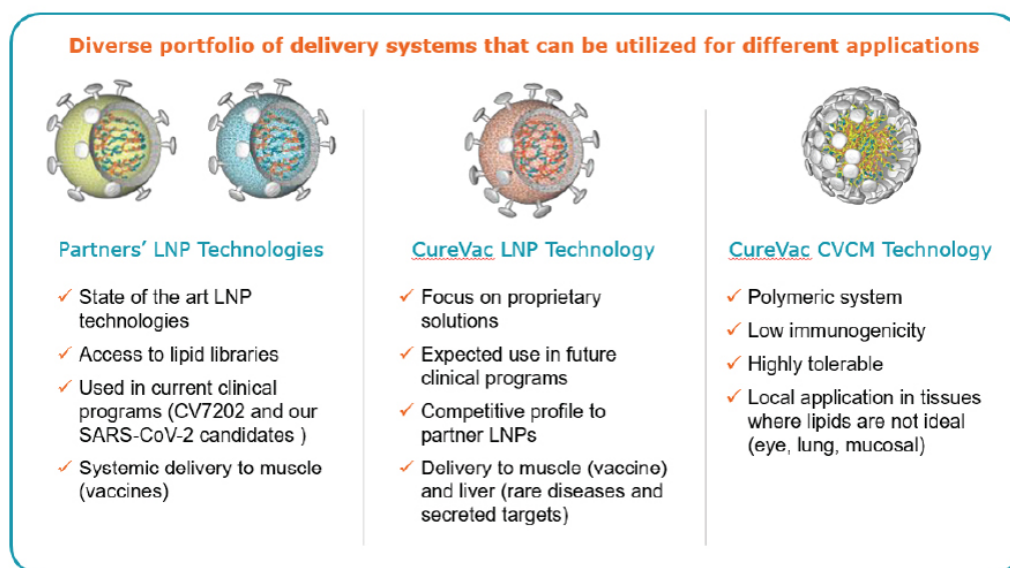 Diverse portfolio of delivery systems that can be utilized for different applications
Partners’ LNP Technologies
✓ State of the art LNP
technologies
✓ Access to lipid libraries
✓ Used in current clinical
programs (CV7202 and our
SARS-CoV-2 candidates )
✓ Systemic delivery to muscle
(vaccines)
CureVac LNP Technology
✓ Focus on proprietary
solutions
✓ Expected use in future
clinical programs
✓ Competitive profile to
partner LNPs
✓ Delivery to muscle (vaccine)
and liver (rare diseases and
secreted targets)
CureVac CVCM Technology
✓ Polymeric system
✓ Low immunogenicity
✓ Highly tolerable
✓ Local application in tissues
where lipids are not ideal
(eye, lung, mucosal)